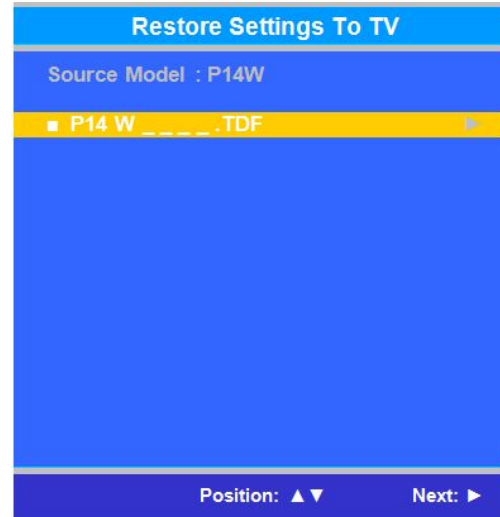 Restore Settings To TV
Source Model : P14W
■ P14 W _ _ _ _ .TDF ►
Position: ▲▼ Next: ►